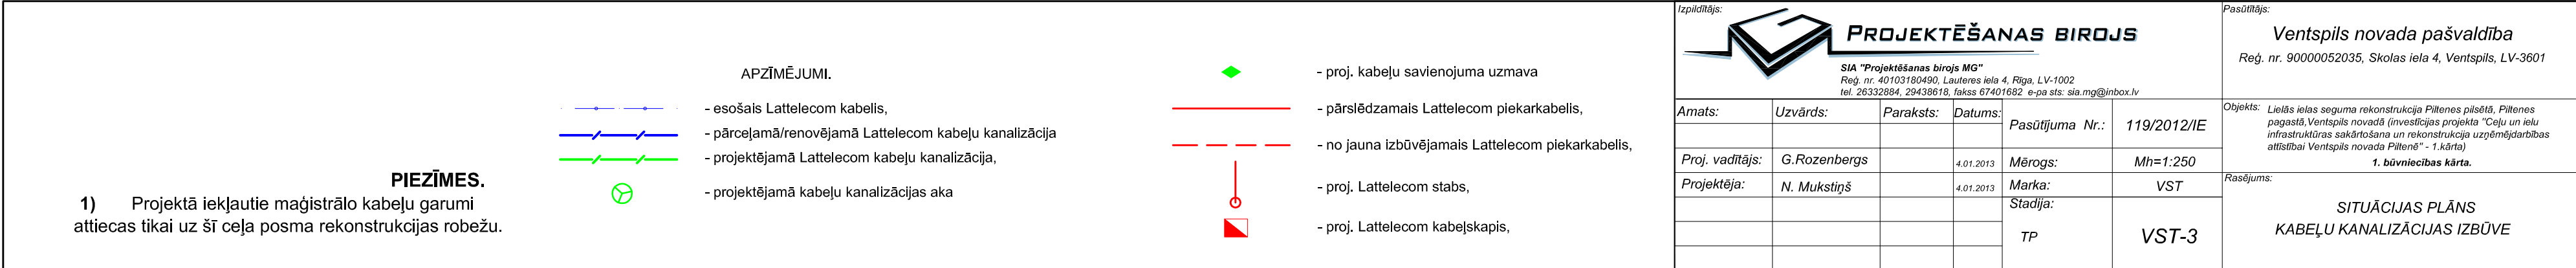 PIEZĪMES.
1) Projektā iekļautie maģistrālo kabeļu garumi
attiecas tikai uz šī ceļa posma rekonstrukcijas robežu.
APZĪMĒJUMI.
- esošais Lattelecom kabelis,
- pārceļamā/renovējamā Lattelecom kabeļu kanalizācija
- projektējamā Lattelecom kabeļu kanalizācija,
- projektējamā kabeļu kanalizācijas aka
- proj. kabeļu savienojuma uzmava
- pārslēdzamais Lattelecom piekarkabelis,
- no jauna izbūvējamais Lattelecom piekarkabelis,
- proj. Lattelecom stabs,
- proj. Lattelecom kabeļskapis,
Izpildītājs:
PROJEKTĒŠANAS BIROJS
SIA "Projektēšanas birojs MG"
Reģ. nr. 40103180490, Lauteres iela 4, Rīga, LV-1002
tel. 26332884, 29438618, fakss 67401682 e-pa sts: sia.mg@inbox.lv
Pasūtītājs:
Ventspils novada pašvaldība
Reģ. nr. 90000052035, Skolas iela 4, Ventspils, LV-3601
Amats: Uzvārds: Paraksts: Datums:
Pasūtījuma Nr.: 119/2012/IE
Proj. vadītājs: G.Rozenbergs 4.01.2013 Mērogs: Mh=1:250
Projektēja: N. Mukstiņš 4.01.2013 Marka: VST
Stadija:
TP VST-3
Objekts: Lielās ielas seguma rekonstrukcija Piltenes pilsētā, Piltenes
pagastā,Ventspils novadā (investīcijas projekta "Ceļu un ielu
infrastruktūras sakārtošana un rekonstrukcija uzņēmējdarbības
attīstībai Ventspils novada Piltenē" - 1.kārta)
1. būvniecības kārta.
Rasējums:
SITUĀCIJAS PLĀNS
KABEĻU KANALIZĀCIJAS IZBŪVE